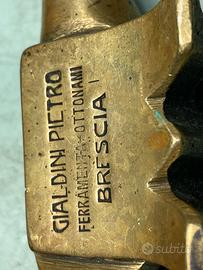 GIALDINI PIETRO
FERRAMENTA-OTTONAMI
BRESCIA
subito